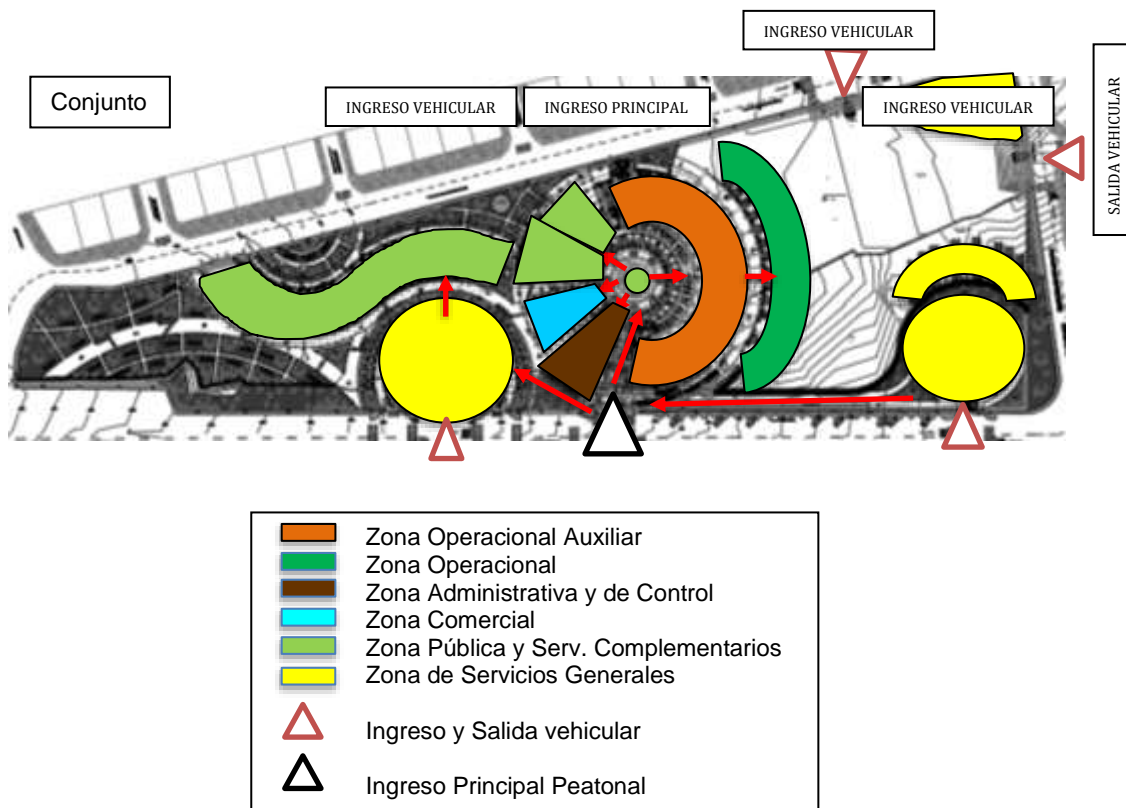 INGRESO VEHICULAR
Conjunto
INGRESO VEHICULAR
INGRESO PRINCIPAL
INGRESO VEHICULAR
SALIDA VEHICULAR
Zona Operacional Auxiliar
Zona Operacional
Zona Administrativa y de Control
Zona Comercial
Zona Pública y Serv. Complementarios
Zona de Servicios Generales
Ingreso y Salida vehicular
Ingreso Principal Peatonal